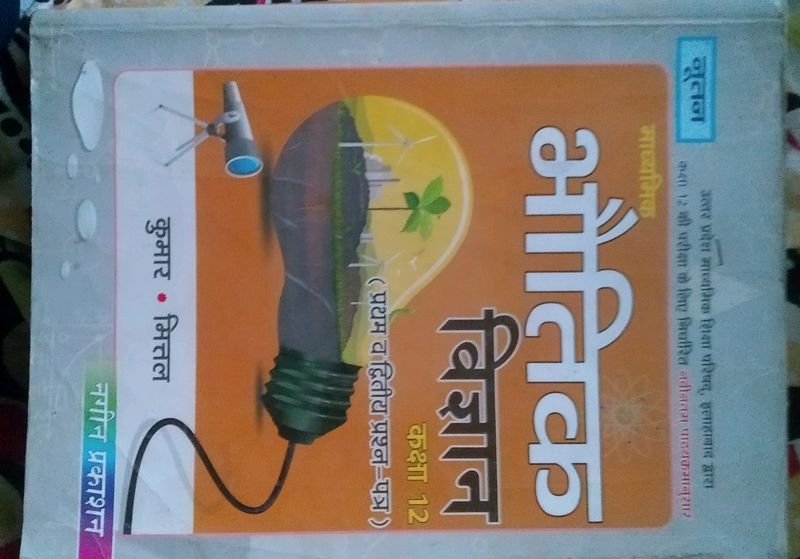 नूतन
उत्तर प्रदेश माध्यमिक शिक्षा परिषद्, इलाहाबाद द्वारा
कक्षा 12 की परीक्षा के लिए निर्धारित नवीनतम पाठ्यक्रमानुसार
माध्यमिक
भौतिक
विज्ञान
कक्षा 12
( प्रथम व द्वितीय प्रश्न-पत्र )
कुमार • मित्तल
नगीन प्रकाशन